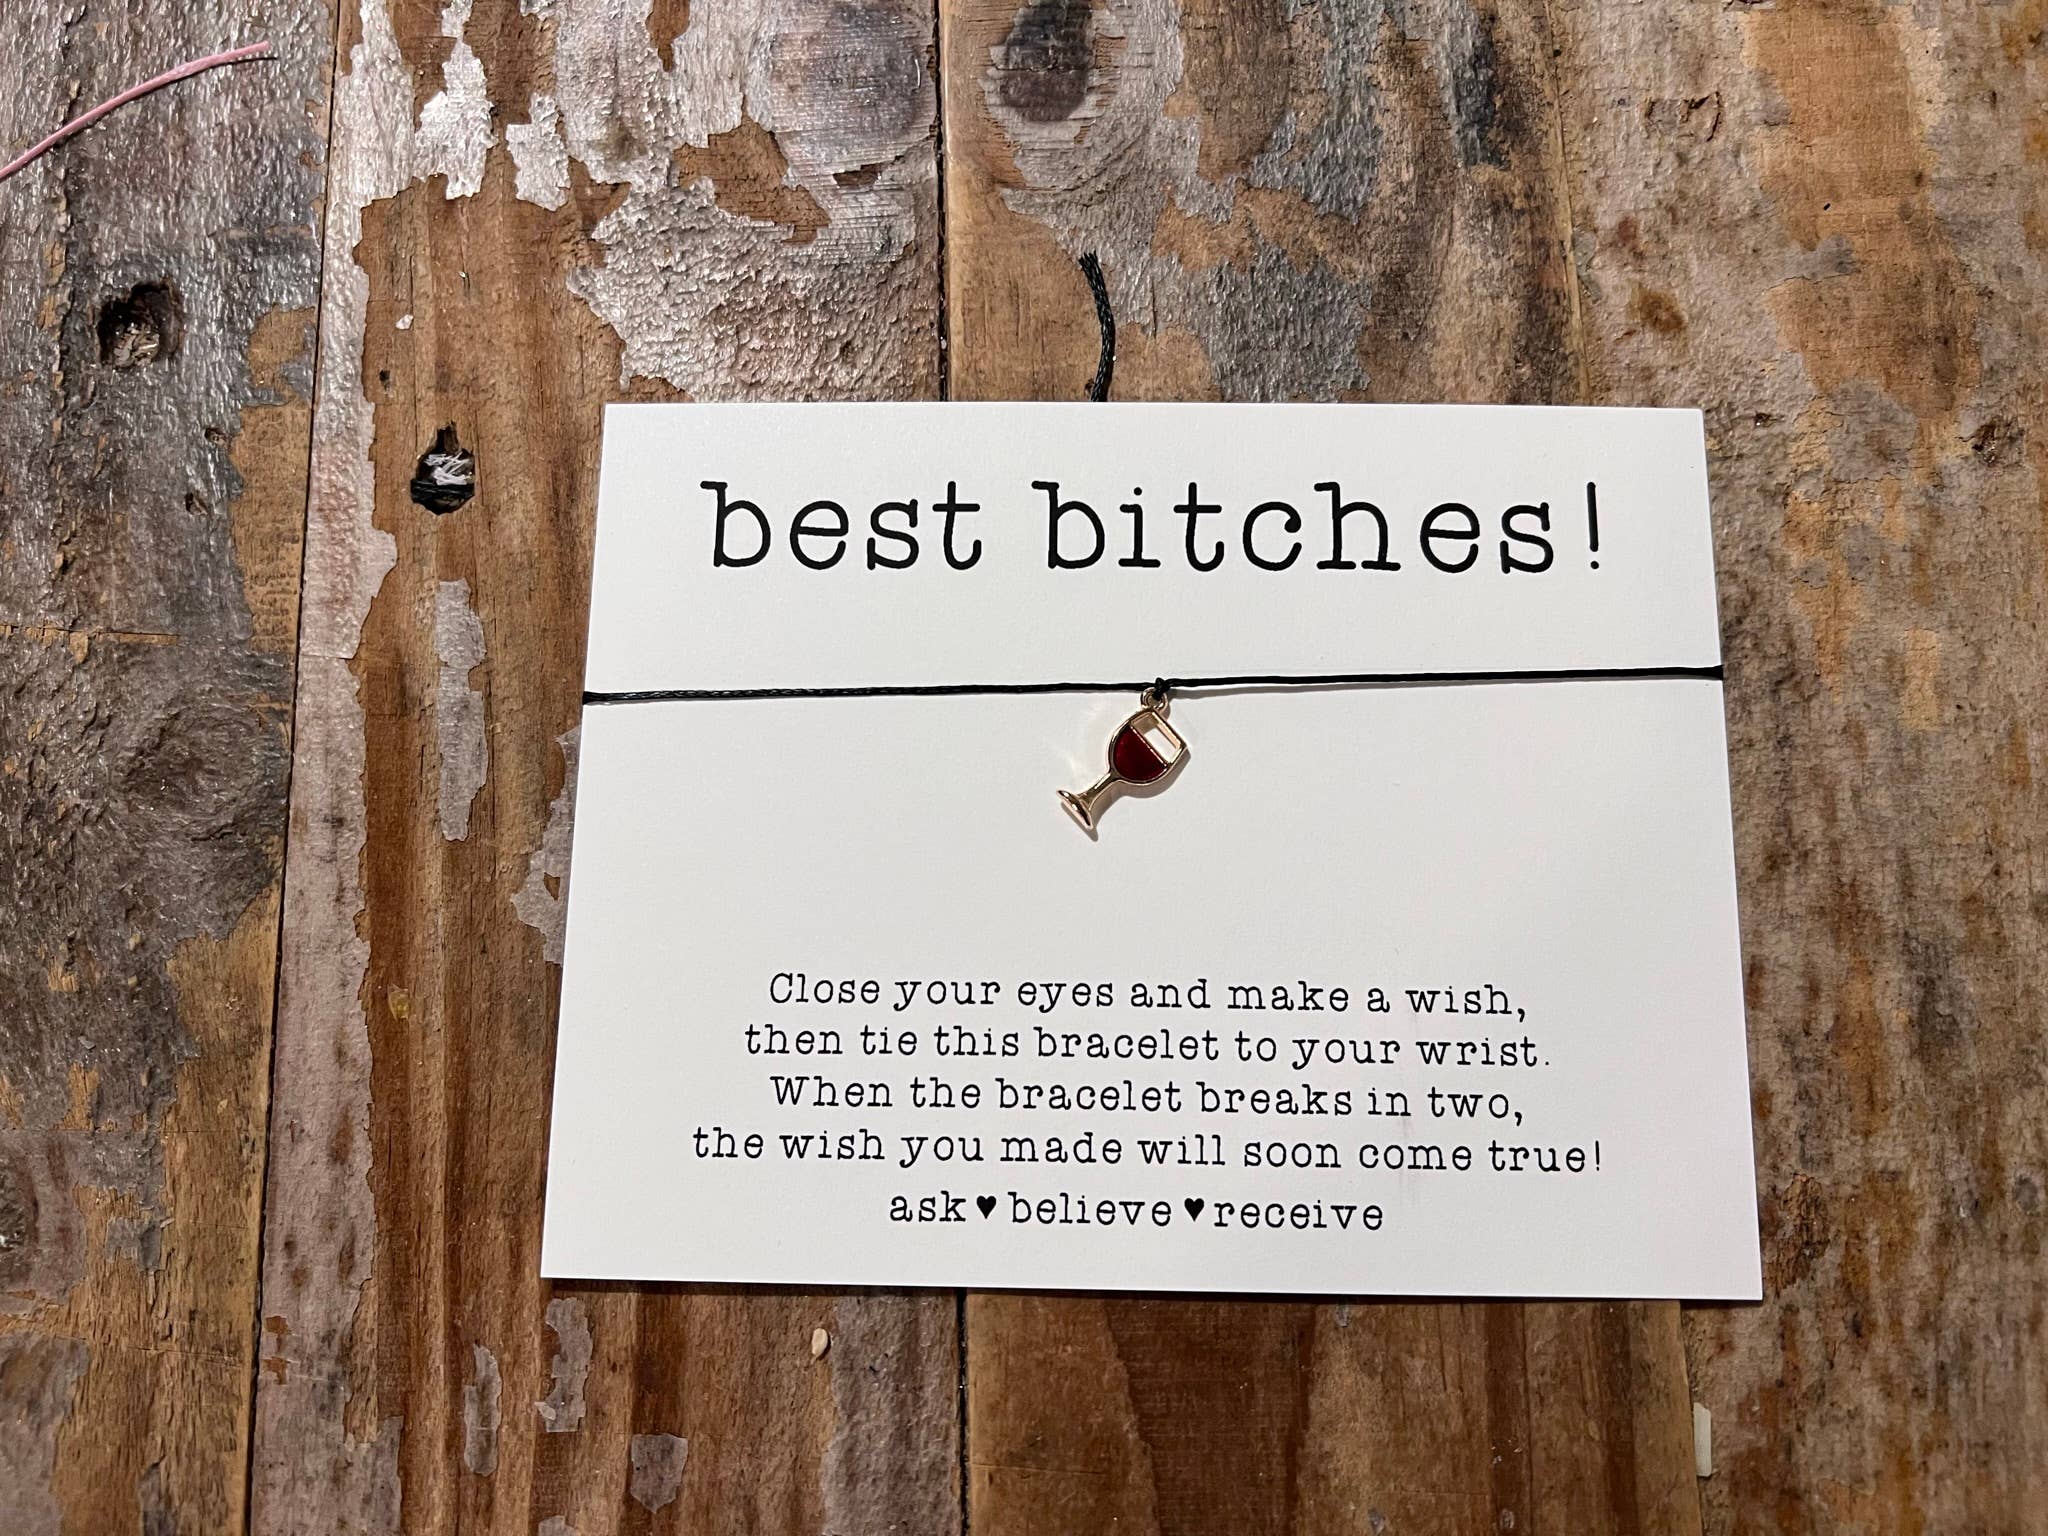 best bitches!
Close your eyes and make a wish,
then tie this bracelet to your wrist.
When the bracelet breaks in two,
the wish you made will soon come true!
ask♥believe♥receive